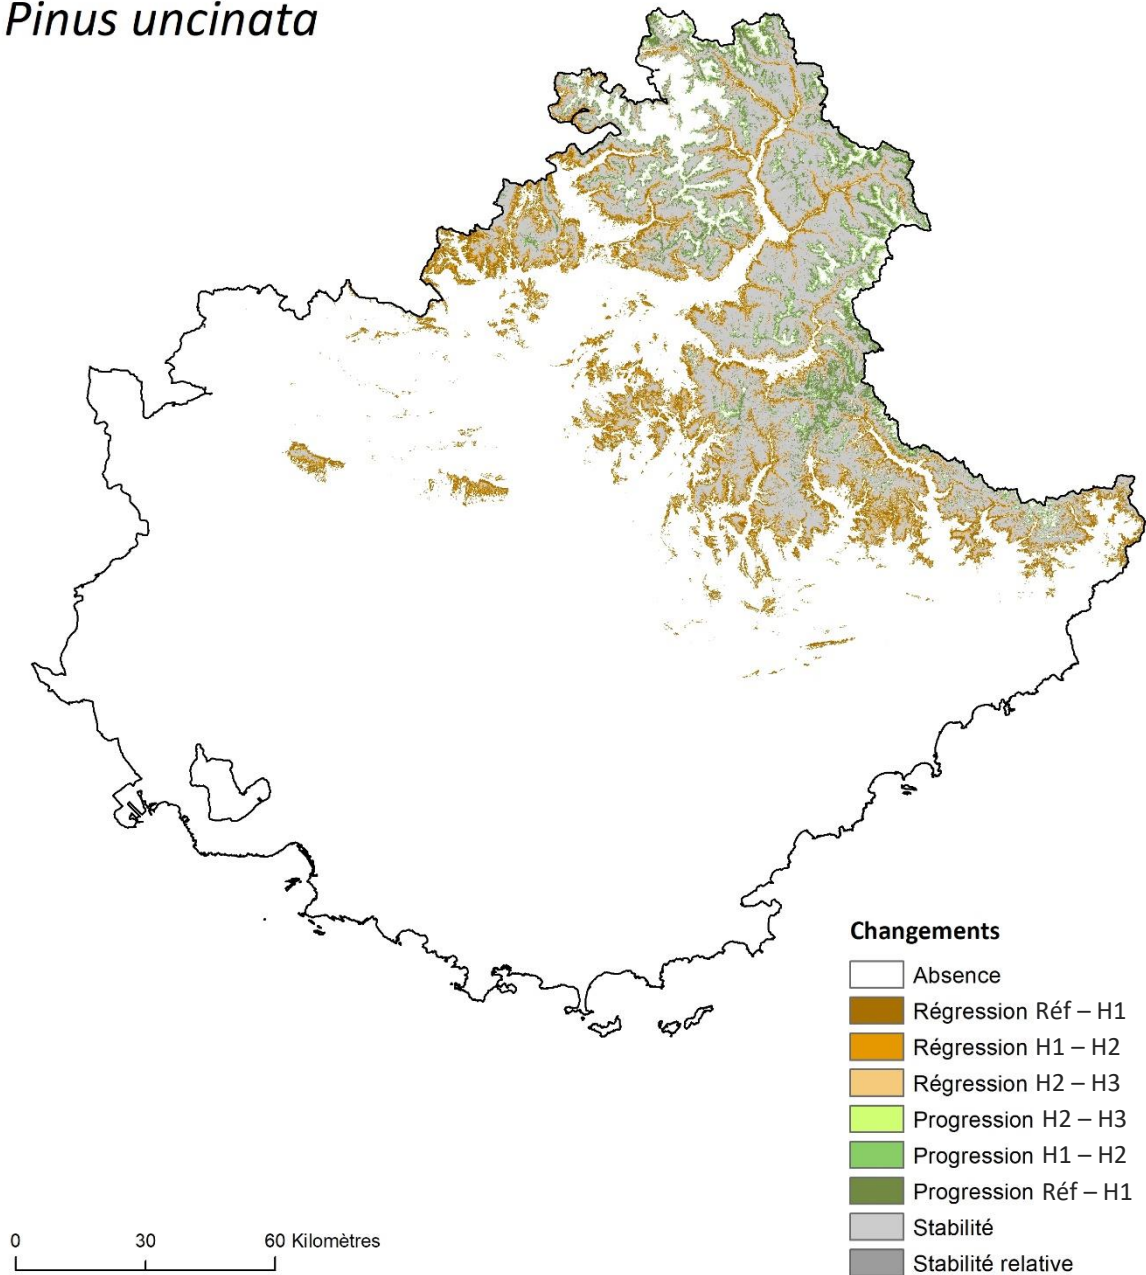 Pinus uncinata
Changements
Absence
Régression Réf – H1
Régression H1 – H2
Régression H2 – H3
Progression H2 – H3
Progression H1 – H2
Progression Réf – H1
Stabilité
Stabilité relative
0 30 60 Kilomètres